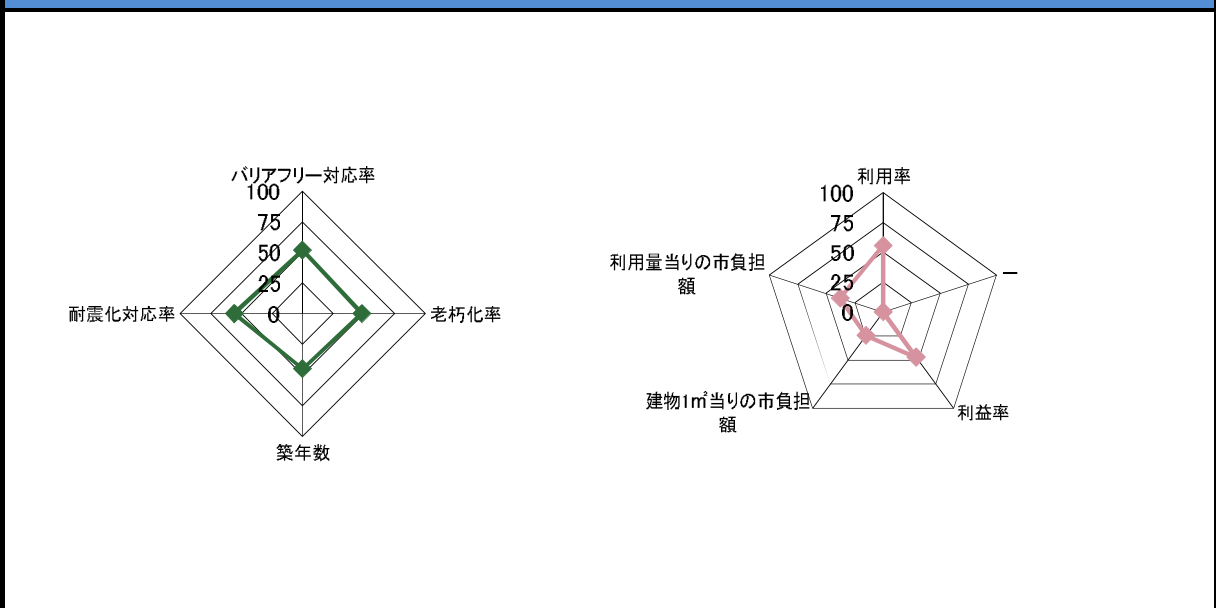 バリアフリー対応率
100
75
50
25
0
耐震化対応率
老朽化率
築年数
利用率
100
75
50
25
0
利用量当りの市負担
額
－
建物1㎡当りの市負担
額
利益率